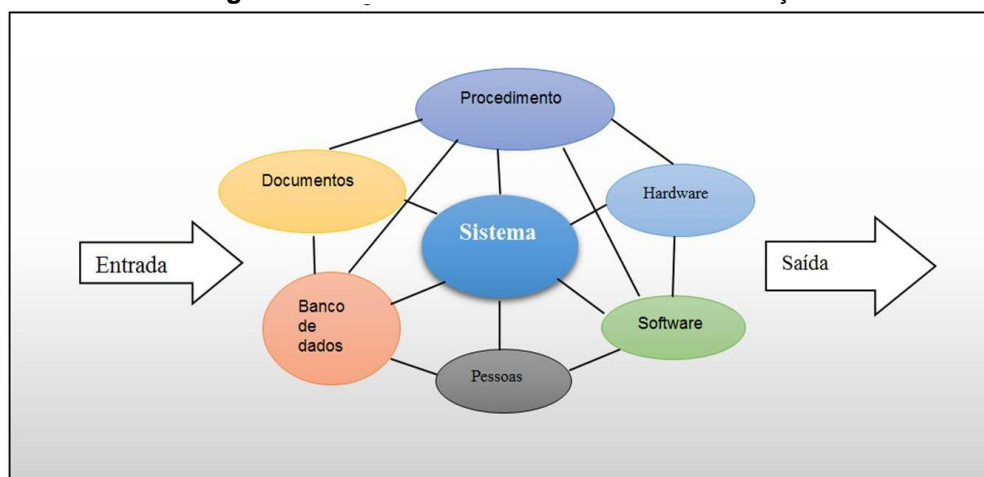 Procedimento
Documentos
Hardware
Sistema
Entrada
Saída
Banco
de
dados
Software
Pessoas